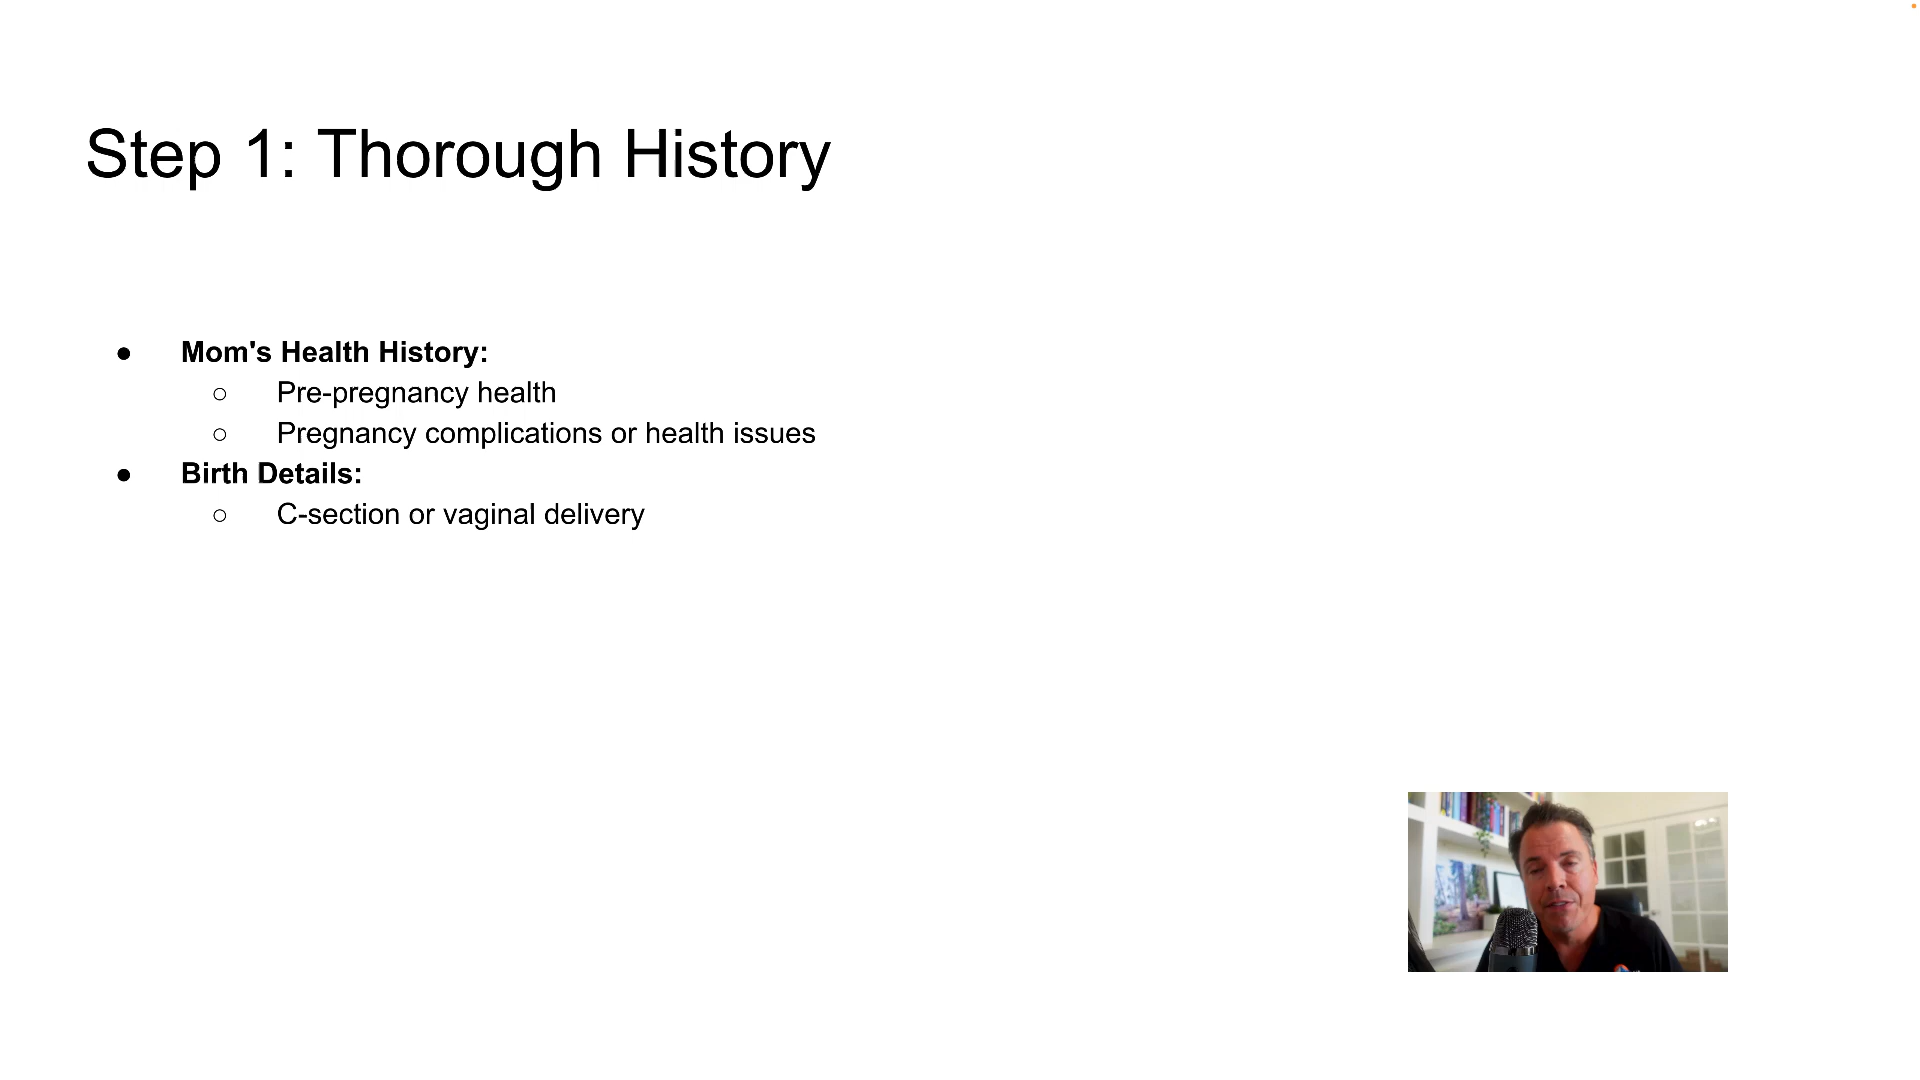 Step 1: Thorough History
● Mom's Health History:
○ Pre-pregnancy health
○ Pregnancy complications or health issues
● Birth Details:
○ C-section or vaginal delivery